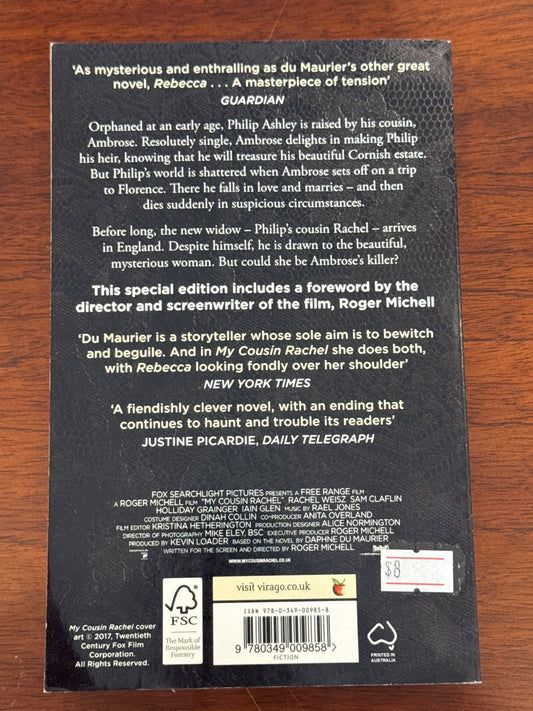 ‘As mysterious and enthralling as du Maurier’s other great
novel, Rebecca . . . A masterpiece of tension’
GUARDIAN
Orphaned at an early age, Philip Ashley is raised by his cousin,
Ambrose. Resolutely single, Ambrose delights in making Philip
his heir, knowing that he will treasure his beautiful Cornish estate.
But Philip’s world is shattered when Ambrose sets off on a trip
to Florence. There he falls in love and marries – and then
dies suddenly in suspicious circumstances.
Before long, the new widow – Philip’s cousin Rachel – arrives
in England. Despite himself, he is drawn to the beautiful,
mysterious woman. But could she be Ambrose’s killer?
This special edition includes a foreword by the
director and screenwriter of the film, Roger Michell
‘Du Maurier is a storyteller whose sole aim is to bewitch
and beguile. And in My Cousin Rachel she does both,
with Rebecca looking fondly over her shoulder’
NEW YORK TIMES
‘A fiendishly clever novel, with an ending that
continues to haunt and trouble its readers’
JUSTINE PICARDIE, DAILY TELEGRAPH
FOX SEARCHLIGHT PICTURES PRESENTS A FREE RANGE FILM
A ROGER MICHELL FILM “MY COUSIN RACHEL” RACHEL WEISZ SAM CLAFLIN
HOLLIDAY GRAINGER IAIN GLEN MUSIC BY RAEL JONES
COSTUME DESIGNER DINAH COLLIN CO-PRODUCER ANITA OVERLAND
FILM EDITOR KRISTINA HETHERINGTON PRODUCTION DESIGNER ALICE NORMINGTON
DIRECTOR OF PHOTOGRAPHY MIKE ELEY, BSC EXECUTIVE PRODUCER ROGER MICHELL
PRODUCED BY KEVIN LOADER BASED ON THE NOVEL BY DAPHNE DU MAURIER
WRITTEN FOR THE SCREEN AND DIRECTED BY ROGER MICHELL
WWW.MYCOUSINRACHEL.CO.UK
$8
visit virago.co.uk
ISBN 978-0-349-00985-8
9 780349 009858 >
FICTION
FSC
The Mark of
Responsible
Forestry
PRINTED IN
AUSTRALIA
My Cousin Rachel cover
art © 2017, Twentieth
Century Fox Film
Corporation.
All Rights Reserved.